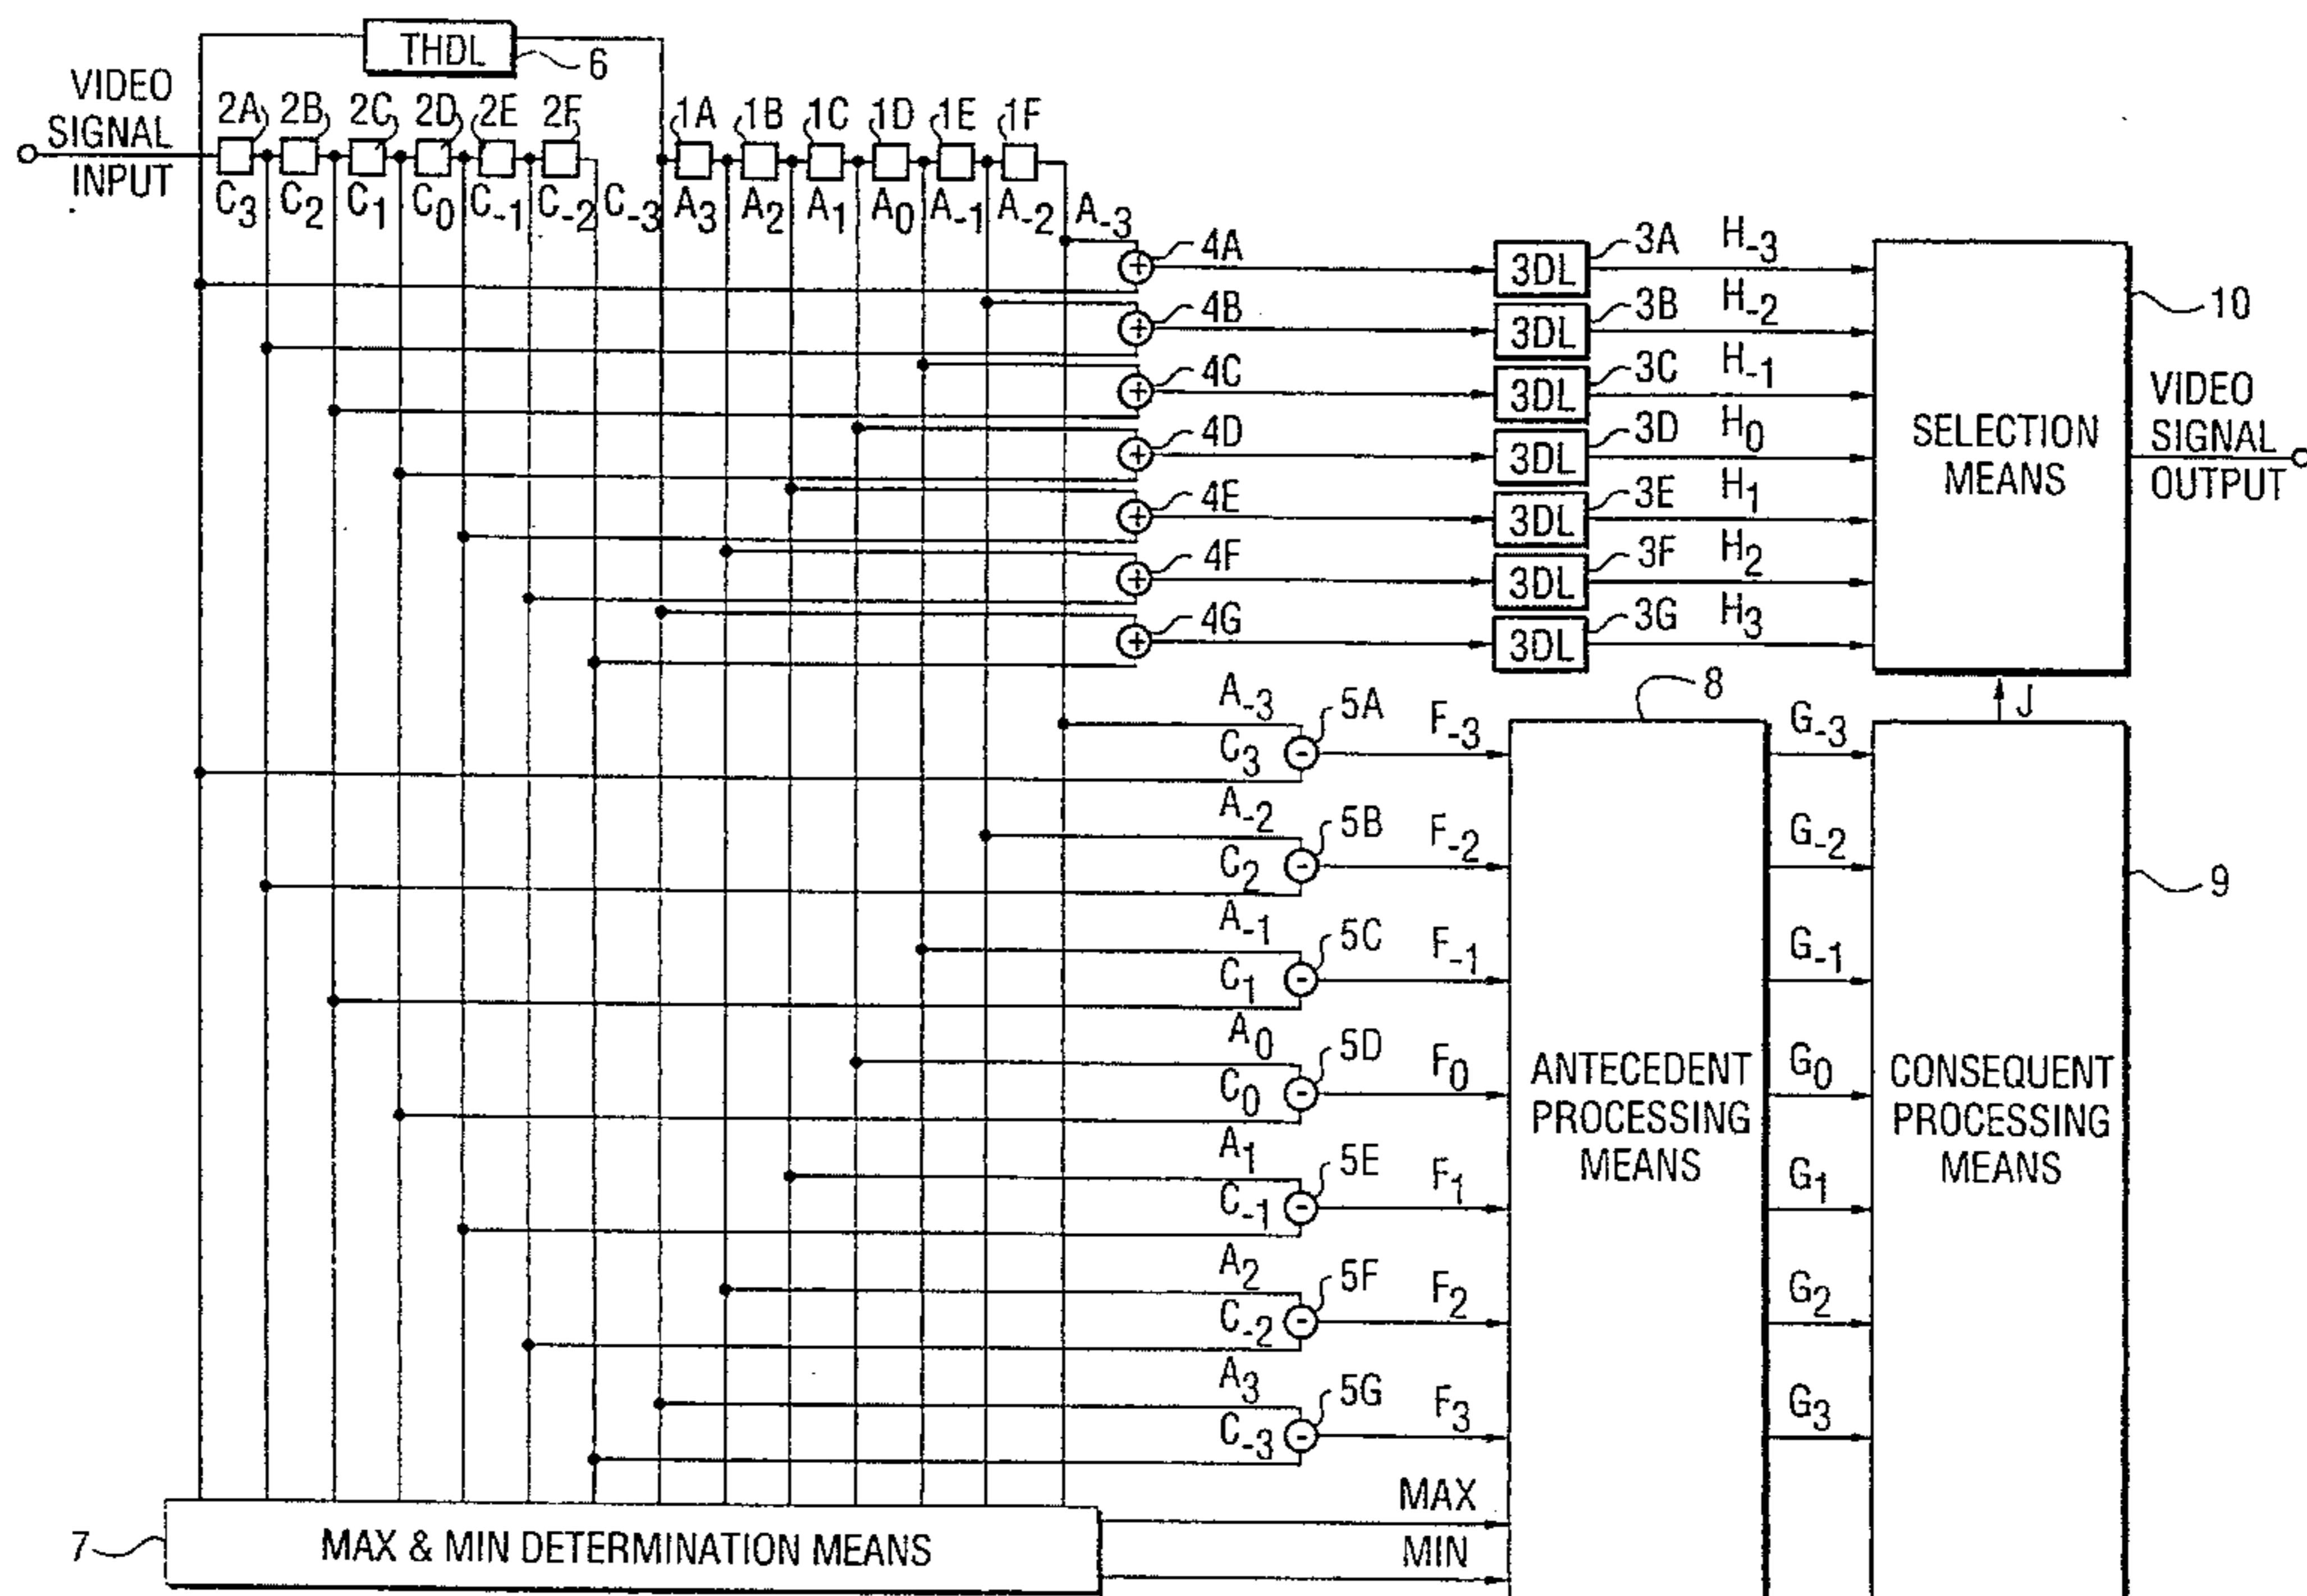 THDL
6
VIDEO
SIGNAL
INPUT
2A 2B 2C 2D 2E 2F 1A 1B 1C 1D 1E 1F
C3 C2 C1 C0 C-1 C-2 C-3 A3 A2 A1 A0 A-1 A-2 A-3
4A 3DL 3A H-3
4B 3DL 3B H-2
4C 3DL 3C H-1
4D 3DL 3D H0
4E 3DL 3E H1
4F 3DL 3F H2
4G 3DL 3G H3
10
SELECTION
MEANS
VIDEO
SIGNAL
OUTPUT
J
8
A-3
C3 5A F-3 G-3
A-2
C2 5B F-2 G-2
9
A-1
C1 5C F-1 G-1
A0
C0 5D F0 G0
A1
C-1 5E F1 G1
A2
C-2 5F F2 G2
A3
C-3 5G F3 G3
ANTECEDENT
PROCESSING
MEANS
CONSEQUENT
PROCESSING
MEANS
MAX
MIN
7
MAX & MIN DETERMINATION MEANS